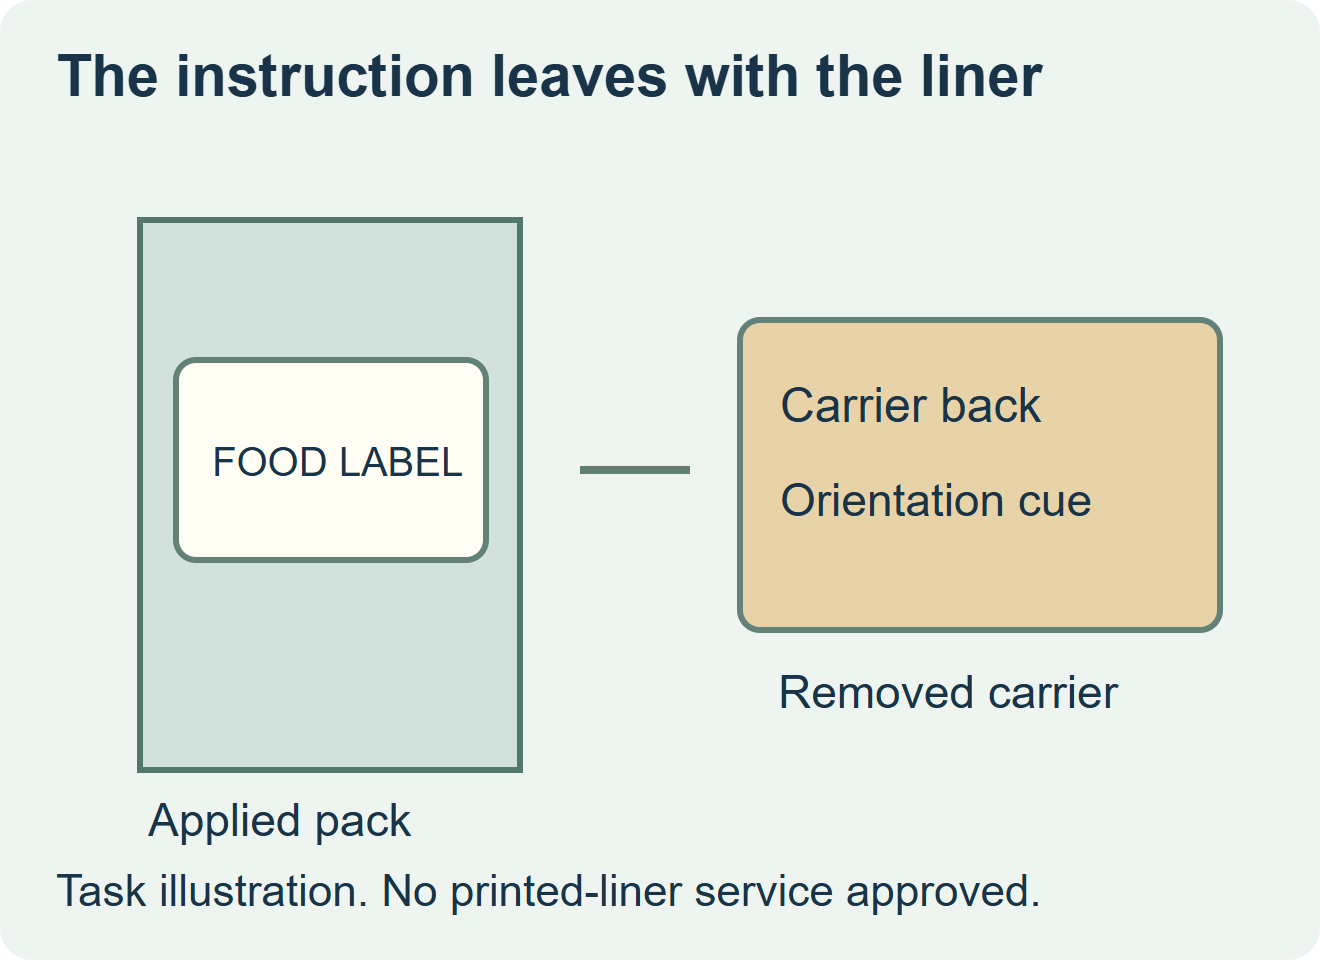 The instruction leaves with the liner
FOOD LABEL
Carrier back
Orientation cue
Removed carrier
Applied pack
Task illustration. No printed-liner service approved.